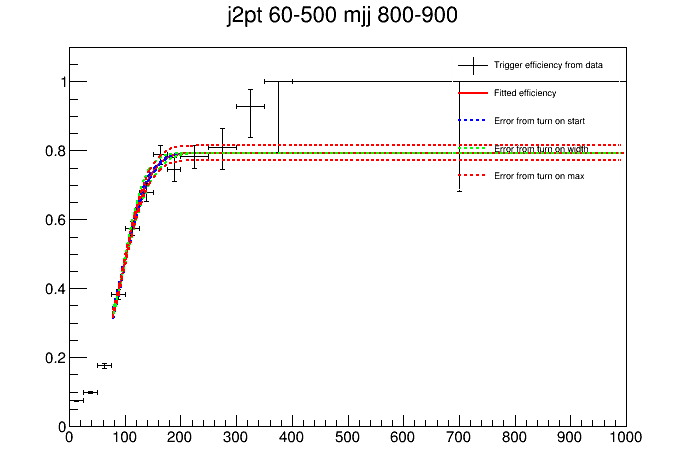 j2pt 60-500 mjj 800-900
1
0.8
0.6
0.4
0.2
0
0 100 200 300 400 500 600 700 800 900 1000
Trigger efficiency from data
Fitted efficiency
Error from turn on start
Error from turn on width
Error from turn on max